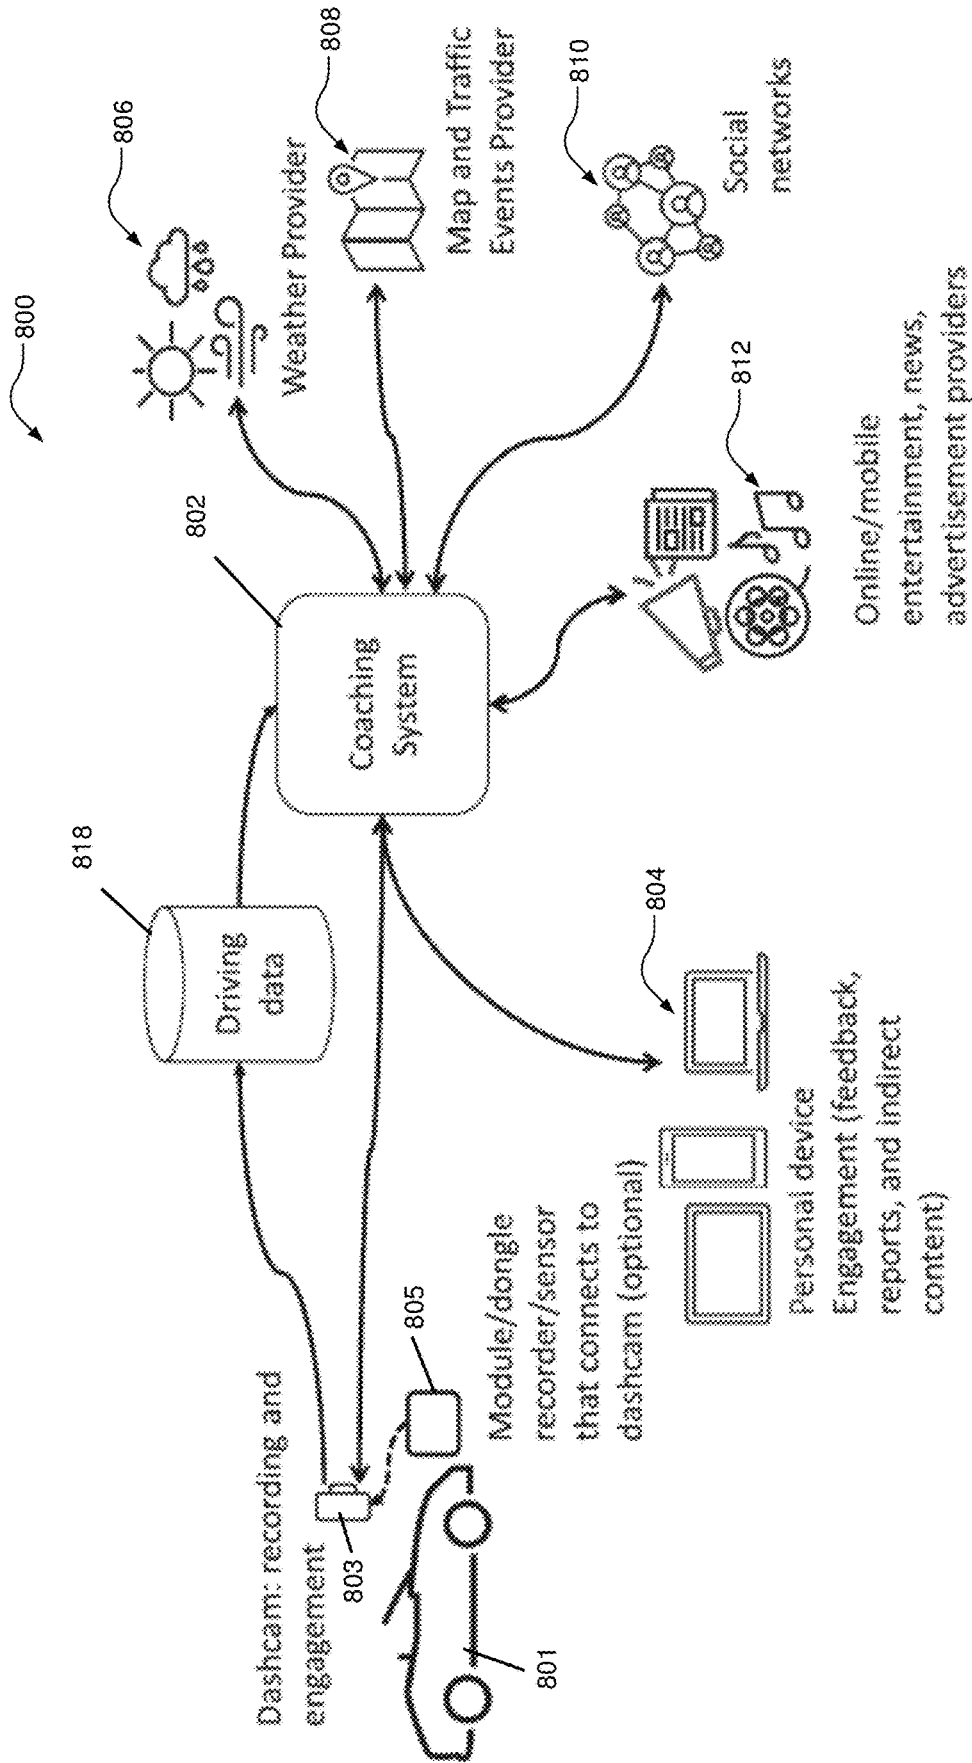 800
806
Weather Provider
808
Map and Traffic
Events Provider
810
Social
networks
802
Coaching
System
812
Online/mobile
entertainment, news,
advertisement providers
818
Driving
data
804
Personal device
Engagement (feedback,
reports, and indirect
content)
Dashcam: recording and
engagement
803
805
Module/dongle
recorder/sensor
that connects to
dashcam (optional)
801